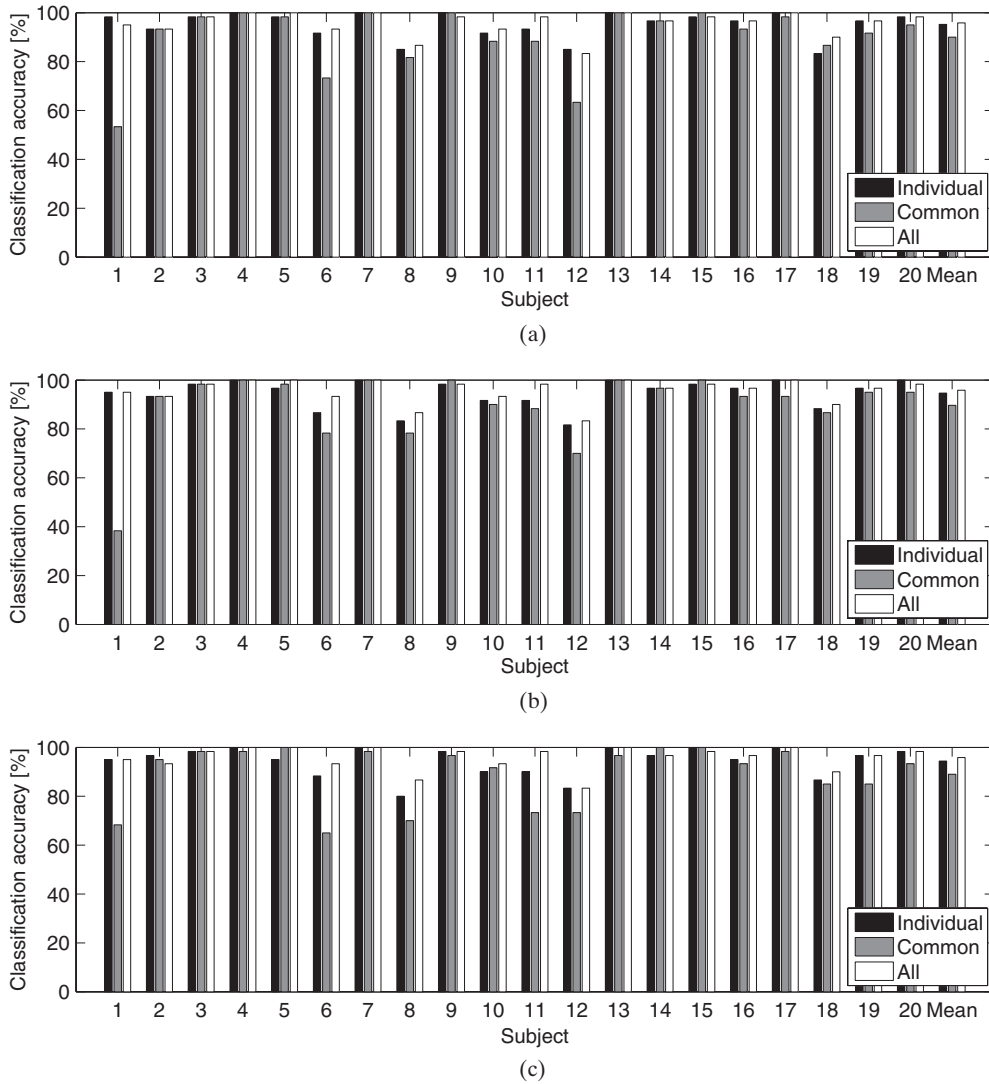 100
80
60
40
20
0
Classification accuracy [%]
Individual
Common
All
1 2 3 4 5 6 7 8 9 10 11 12 13 14 15 16 17 18 19 20 Mean
Subject
(a)
100
80
60
40
20
0
Classification accuracy [%]
Individual
Common
All
1 2 3 4 5 6 7 8 9 10 11 12 13 14 15 16 17 18 19 20 Mean
Subject
(b)
100
80
60
40
20
0
Classification accuracy [%]
Individual
Common
All
1 2 3 4 5 6 7 8 9 10 11 12 13 14 15 16 17 18 19 20 Mean
Subject
(c)